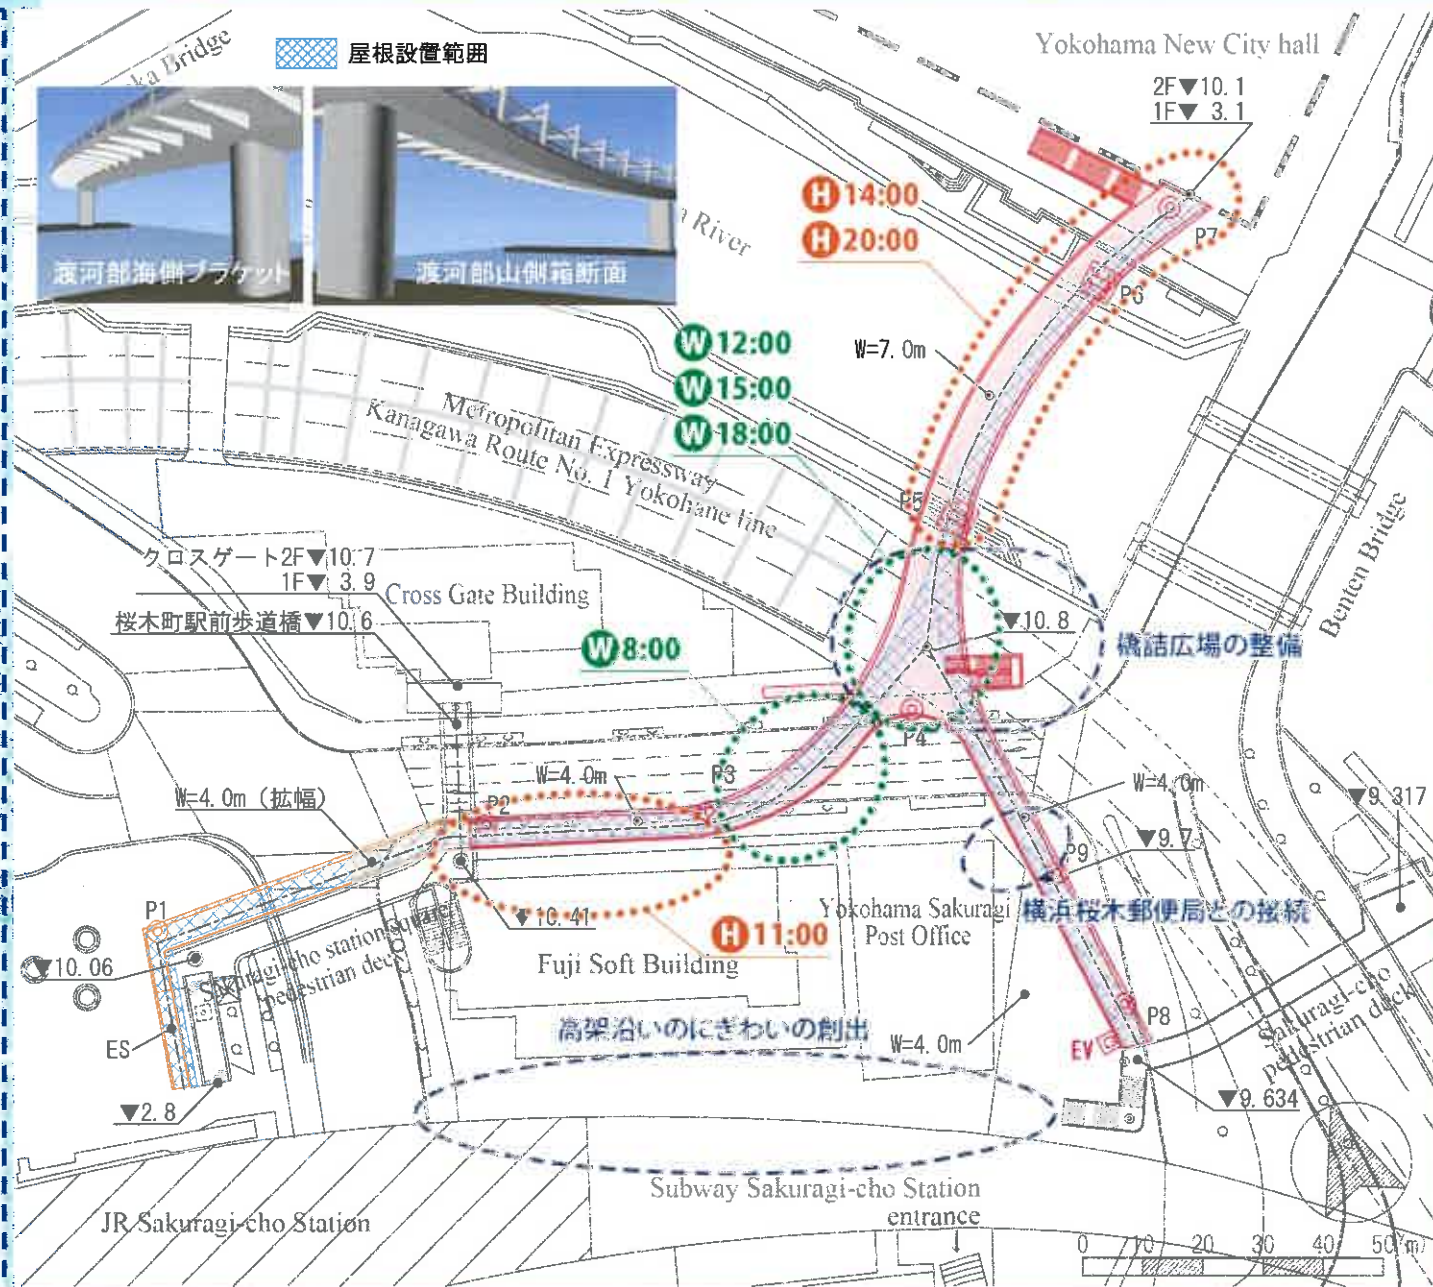 屋根設置範囲
Yokohama New City hall
2F▼10.1
1F▼ 3.1
ka Bridge
渡河部海側ブラケット
渡河部山側箱断面
a River
H 14:00
H 20:00
P7
P6
W=7.0m
W 12:00
W 15:00
W 18:00
Metropolitan Expressway
Kanagawa Route No. 1 Yokohane line
P5
Benten Bridge
クロスゲート2F▼10.7
1F▼ 3.9
Cross Gate Building
桜木町駅前歩道橋▼10.6
W 8:00
▼10.8
橋詰広場の整備
P4
W=4.0m
P3
P2
W=4.0m（拡幅）
W=4.0m
▼9.317
▼9.7
P9
P1
▼10.41
H 11:00
Yokohama Sakuragi
Post Office
横浜桜木郵便局との接続
▼10.06
Sakuragi-cho station square
pedestrian deck
Fuji Soft Building
ES
高架沿いのにぎわいの創出
W=4.0m
P8
EV
Sakuragi-cho
pedestrian deck
▼2.8
▼9.634
Subway Sakuragi-cho Station
entrance
JR Sakuragi-cho Station
0 10 20 30 40 50(m)